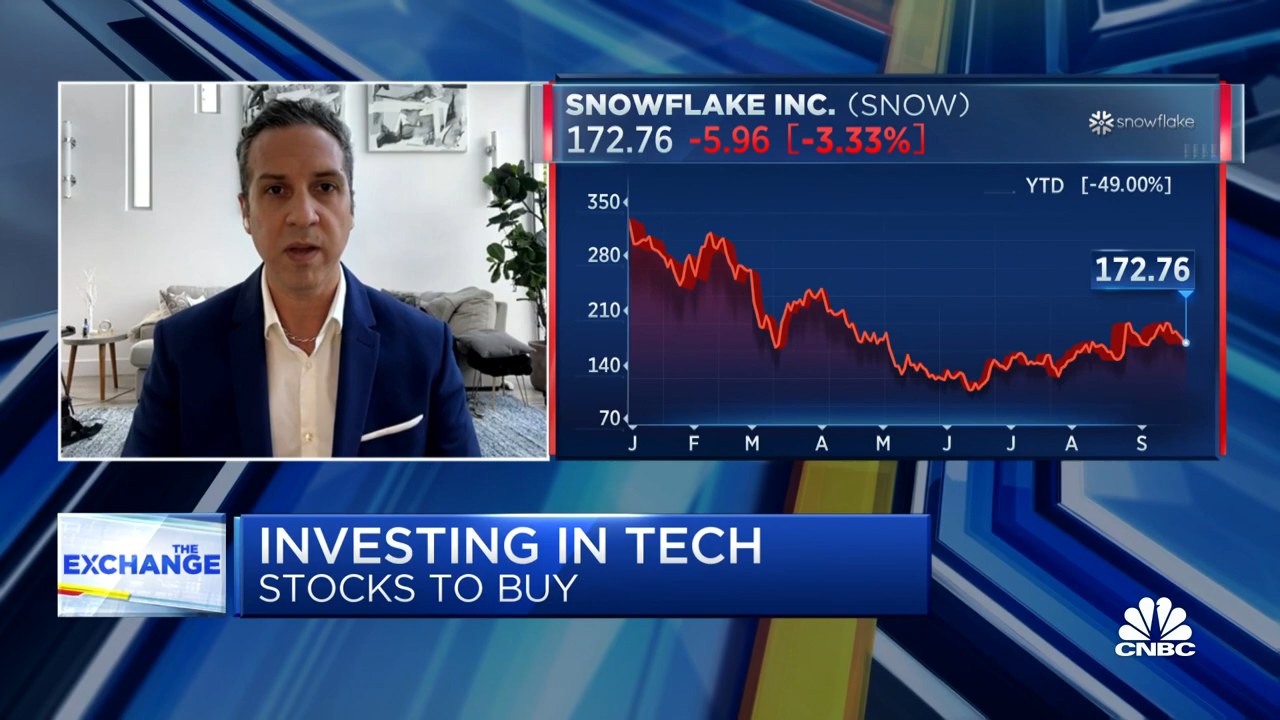 SNOWFLAKE INC. (SNOW)
172.76 -5.96 [-3.33%]
snowflake
YTD [-49.00%]
350
280
210
140
70
172.76
J F M A M J J A S
THE
EXCHANGE
INVESTING IN TECH
STOCKS TO BUY
CNBC